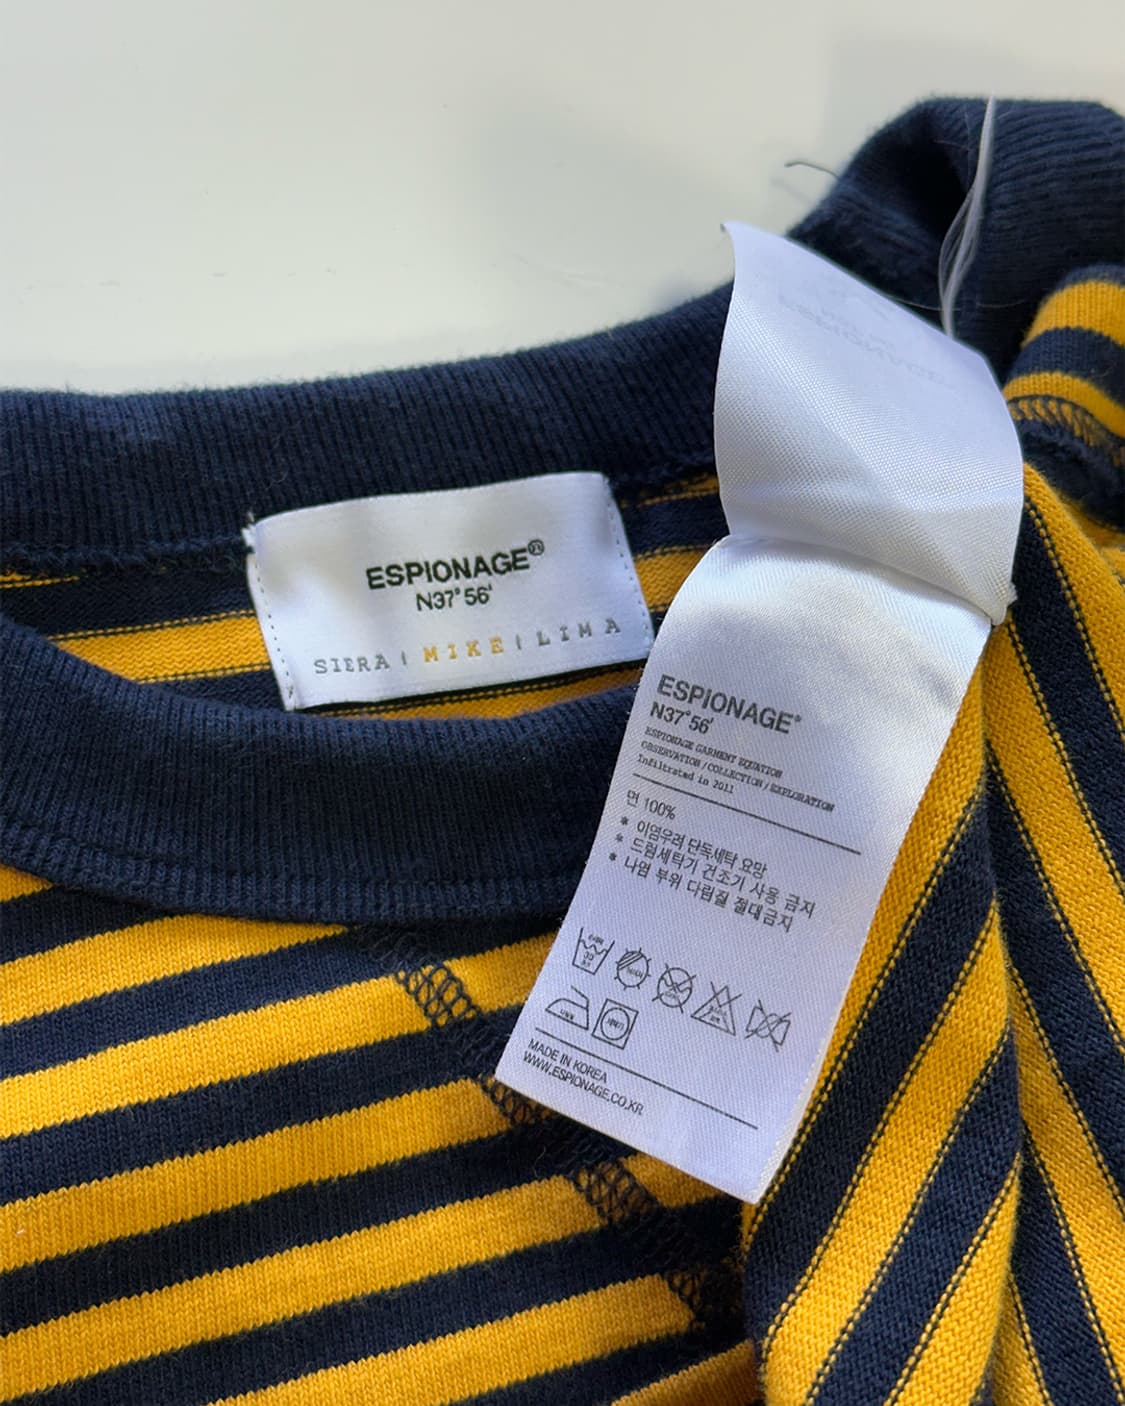 ESPIONAGE®
N37°56'
SIERA | MIKE | LIMA
ESPIONAGE®
N37°56'
ESPIONAGE GARMENT EQUATION
OBSERVATION/COLLECTION/EXPLORATION
Infiltrated in 2011
면 100%
* 이염우려 단독세탁 요망
* 드럼세탁기 건조기 사용 금지
* 나염 부위 다림질 절대금지
30
MADE IN KOREA
WWW.ESPIONAGE.CO.KR